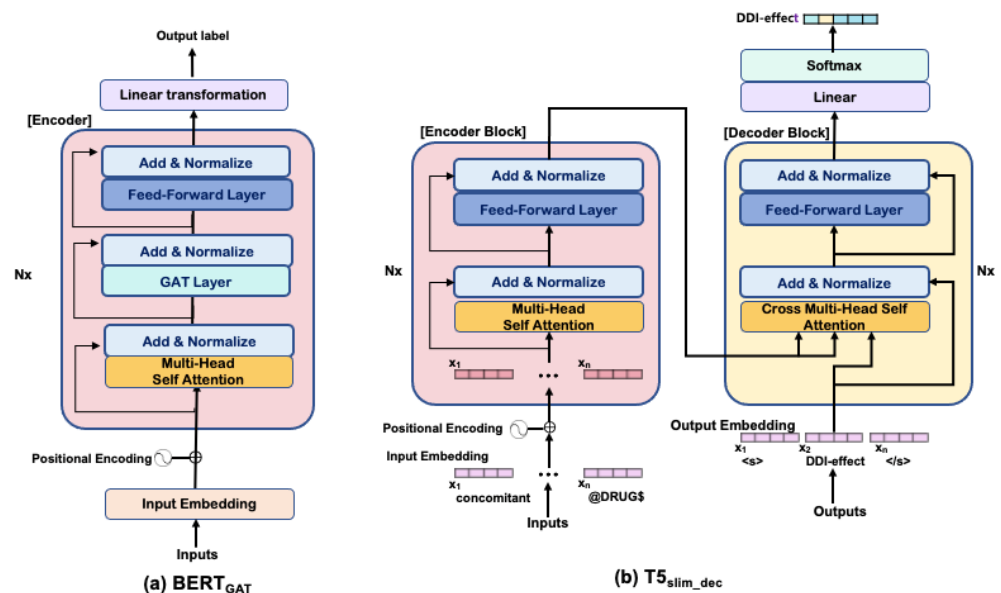 Output label
Linear transformation
[Encoder]
Add & Normalize
Feed-Forward Layer
Add & Normalize
GAT Layer
Nx
Add & Normalize
Multi-Head
Self Attention
Positional Encoding
Input Embedding
Inputs
(a) BERTGAT
DDI-effect
Softmax
Linear
[Encoder Block]
Add & Normalize
Feed-Forward Layer
Nx
Add & Normalize
Multi-Head
Self Attention
x1 ... xn
Positional Encoding
Input Embedding
x1 ... xn
concomitant @DRUG$
Inputs
[Decoder Block]
Add & Normalize
Feed-Forward Layer
Nx
Add & Normalize
Cross Multi-Head Self
Attention
Output Embedding
x1 x2 xn
<s> DDI-effect </s>
Outputs
(b) T5slim_dec